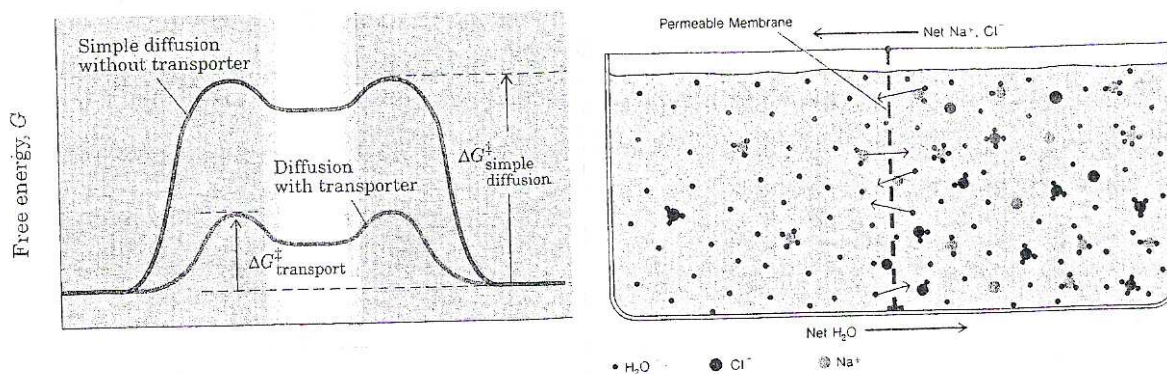 Simple diffusion
without transporter
Diffusion
with transporter
ΔG‡simple
diffusion
ΔG‡transport
Free energy, G
Permeable Membrane
Net Na⁺, Cl⁻
Net H₂O
H₂O
Cl⁻
Na⁺